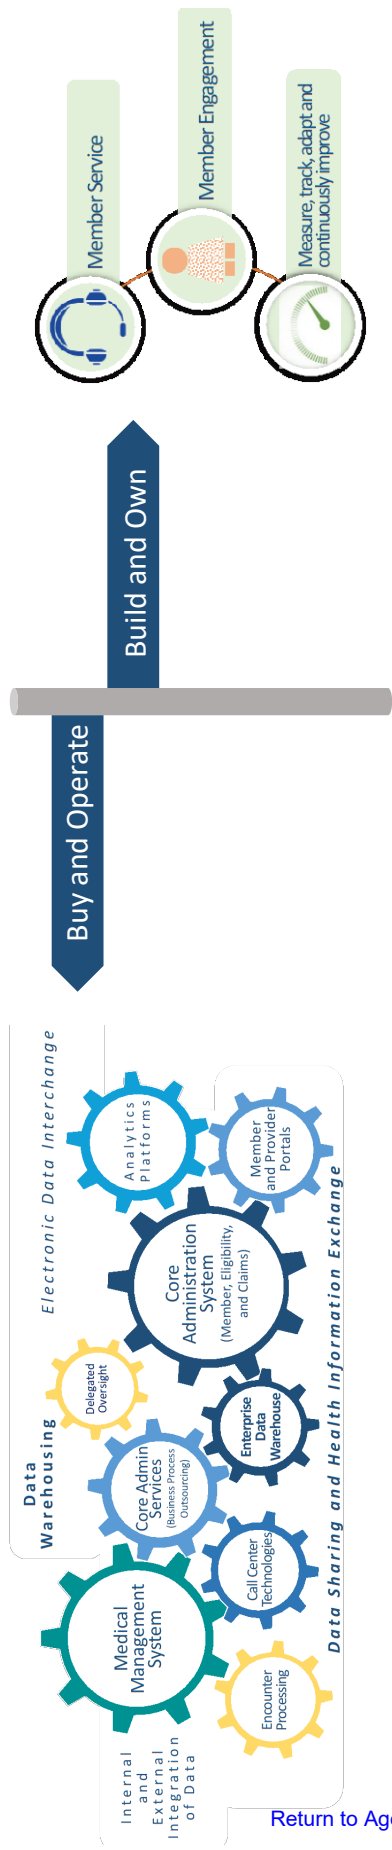 Internal
and
External
Integration
of Data
Medical
Management
System
Encounter
Processing
Data
Warehousing
Core Admin
Services
(Business Process
Outsourcing)
Call Center
Technologies
Delegated
Oversight
Enterprise
Data
Warehouse
Core
Administration
System
(Member, Eligibility,
and Claims)
Electronic Data Interchange
Analytics
Platforms
Member
and Provider
Portals
Data Sharing and Health Information Exchange
Buy and Operate
Build and Own
Member Service
Member Engagement
Measure, track, adapt and
continuously improve
Return to Age